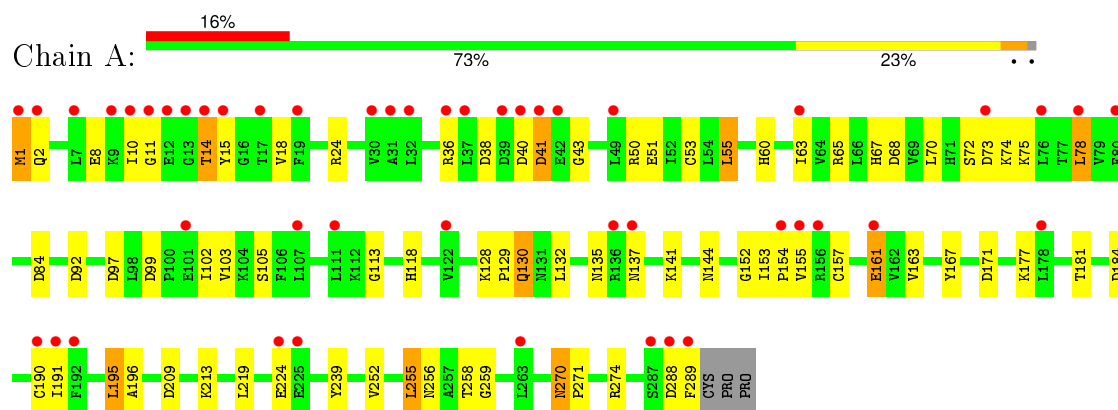 16%
Chain A:
73% 23% • •
M1 Q2 L7 E8 K9 I10 G11 E12 G13 T14 Y15 G16 T17 V18 F19 R24 V30 A31 L32 R36 L37 D38 D39 D40 D41 E42 G43 L49 R50 E51 I52 C53 L54 L55 H60 I63 V64 R65 L66 H67 D68 V69 L70 H71 S72 D73 K74 K75 L76 T77 L78 V79
D84 D92 D97 L98 D99 P100 E101 I102 V103 K104 S105 F106 L107 L111 K112 G113 H118 V122 K128 P129 Q130 N131 L132 N135 R136 N137 K141 N144 G152 I153 P154 V155 R156 C157 E161 V162 V163 Y167 D171 K177 L178 T181
C190 I191 F192 L195 A196 D209 K213 L219 E224 E225 Y239 V252 L255 N256 A257 T258 G259 L263 N270 P271 R274 S287 D288 F289 CYS PRO PRO